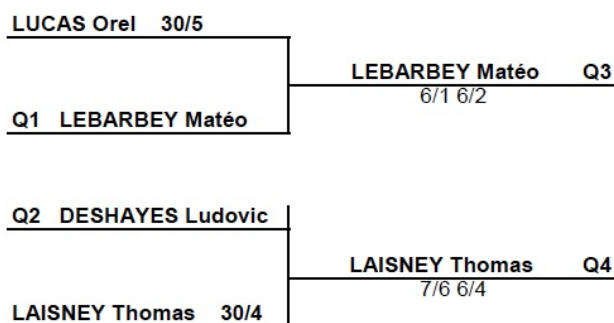 LUCAS Orel 30/5
LEBARBEY Matéo Q3
6/1 6/2
Q1 LEBARBEY Matéo
Q2 DESHAYES Ludovic
LAISNEY Thomas Q4
7/6 6/4
LAISNEY Thomas 30/4